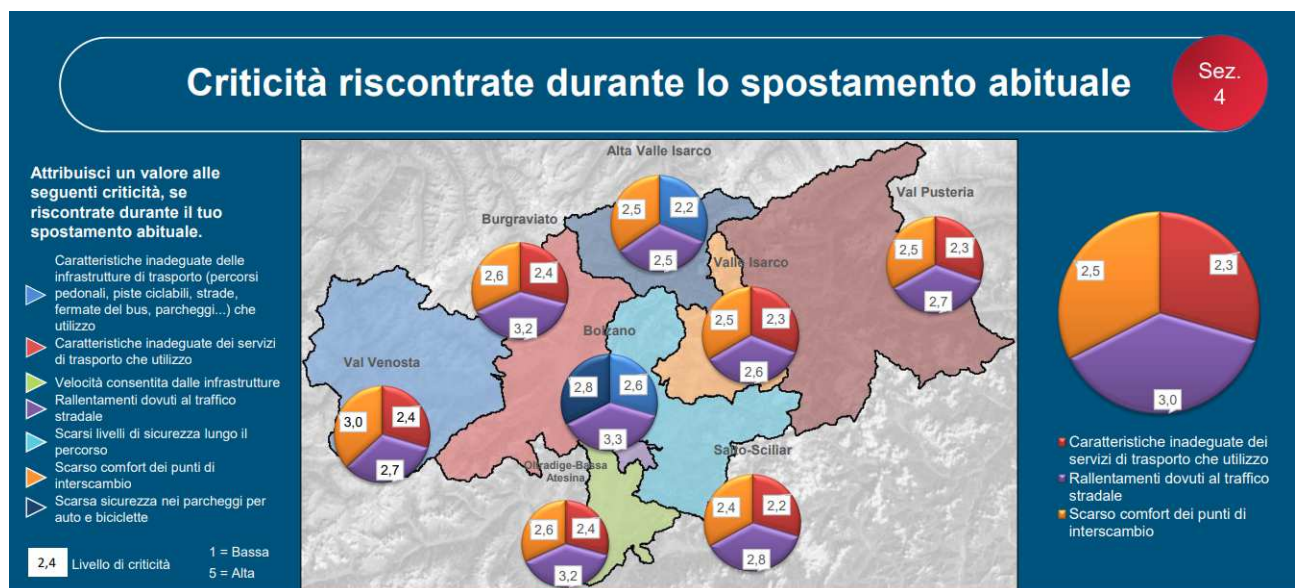 Criticità riscontrate durante lo spostamento abituale
Sez.
4
Attribuisci un valore alle
seguenti criticità, se
riscontrate durante il tuo
spostamento abituale.
Caratteristiche inadeguate delle
infrastrutture di trasporto (percorsi
pedonali, piste ciclabili, strade,
fermate del bus, parcheggi...) che
utilizzo
Caratteristiche inadeguate dei servizi
di trasporto che utilizzo
Velocità consentita dalle infrastrutture
Rallentamenti dovuti al traffico
stradale
Scarsi livelli di sicurezza lungo il
percorso
Scarso comfort dei punti di
interscambio
Scarsa sicurezza nei parcheggi per
auto e biciclette
2,4 Livello di criticità
1 = Bassa
5 = Alta
Alta Valle Isarco
2,5 2,2
2,5
Burgraviato
2,6 2,4
3,2
Val Pusteria
2,5 2,3
2,7
Valle Isarco
2,5 2,3
2,6
Bolzano
2,8 2,6
3,3
Val Venosta
3,0 2,4
2,7
Oltradige-Bassa
Atesina
2,6 2,4
3,2
Salto-Sciliar
2,4 2,2
2,8
2,5 2,3
3,0
Caratteristiche inadeguate dei
servizi di trasporto che utilizzo
Rallentamenti dovuti al traffico
stradale
Scarso comfort dei punti di
interscambio